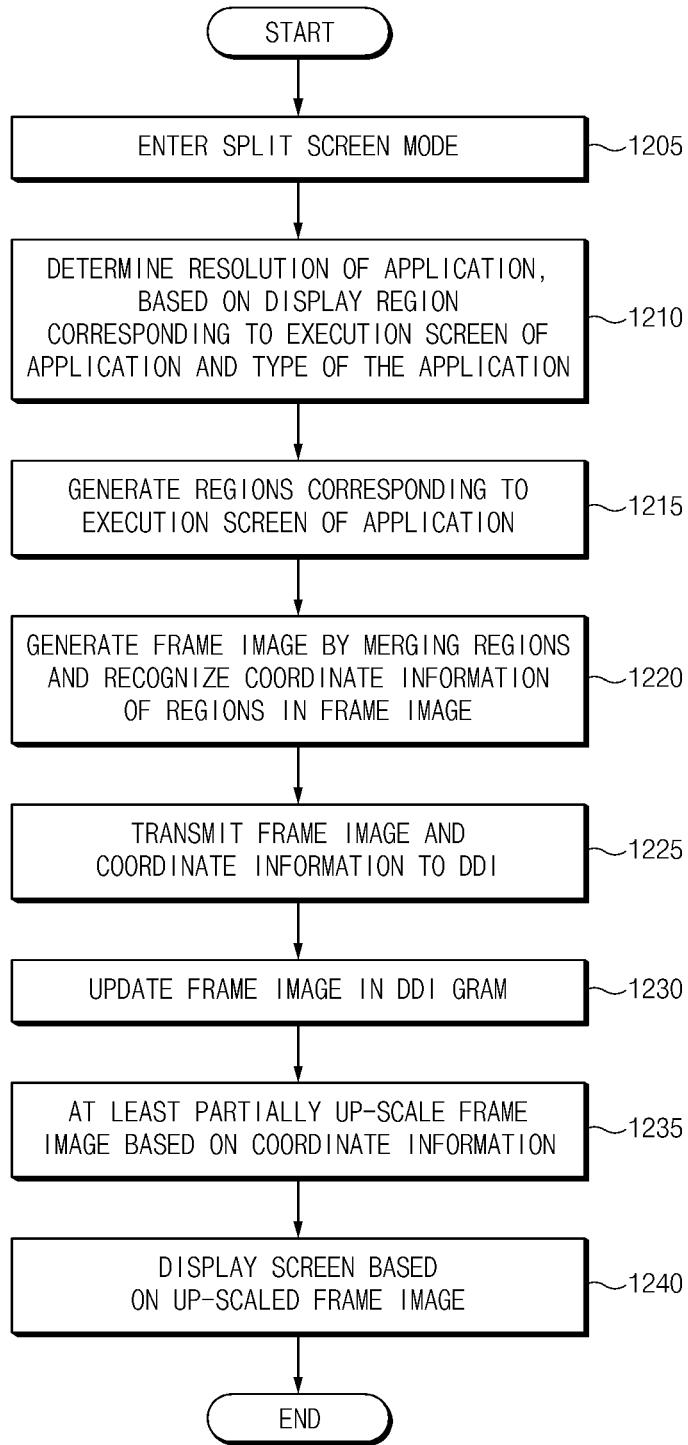 START
ENTER SPLIT SCREEN MODE
1205
DETERMINE RESOLUTION OF APPLICATION,
BASED ON DISPLAY REGION
CORRESPONDING TO EXECUTION SCREEN OF
APPLICATION AND TYPE OF THE APPLICATION
1210
GENERATE REGIONS CORRESPONDING TO
EXECUTION SCREEN OF APPLICATION
1215
GENERATE FRAME IMAGE BY MERGING REGIONS
AND RECOGNIZE COORDINATE INFORMATION
OF REGIONS IN FRAME IMAGE
1220
TRANSMIT FRAME IMAGE AND
COORDINATE INFORMATION TO DDI
1225
UPDATE FRAME IMAGE IN DDI GRAM
1230
AT LEAST PARTIALLY UP-SCALE FRAME
IMAGE BASED ON COORDINATE INFORMATION
1235
DISPLAY SCREEN BASED
ON UP-SCALED FRAME IMAGE
1240
END